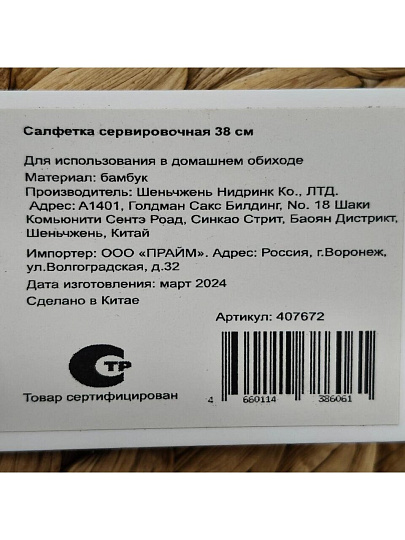 Салфетка сервировочная 38 см
Для использования в домашнем обиходе
Материал: бамбук
Производитель: Шеньчжень Нидринк Ко., ЛТД.
Адрес: А1401, Голдман Сакс Билдинг, No. 18 Шаки
Комьюнити Сентэ Роад, Синкао Стрит, Баоян Дистрикт,
Шеньчжень, Китай
Импортер: ООО «ПРАЙМ». Адрес: Россия, г.Воронеж,
ул.Волгоградская, д.32
Дата изготовления: март 2024
Сделано в Китае
Артикул: 407672
ТР
Товар сертифицирован
4 660114 386061